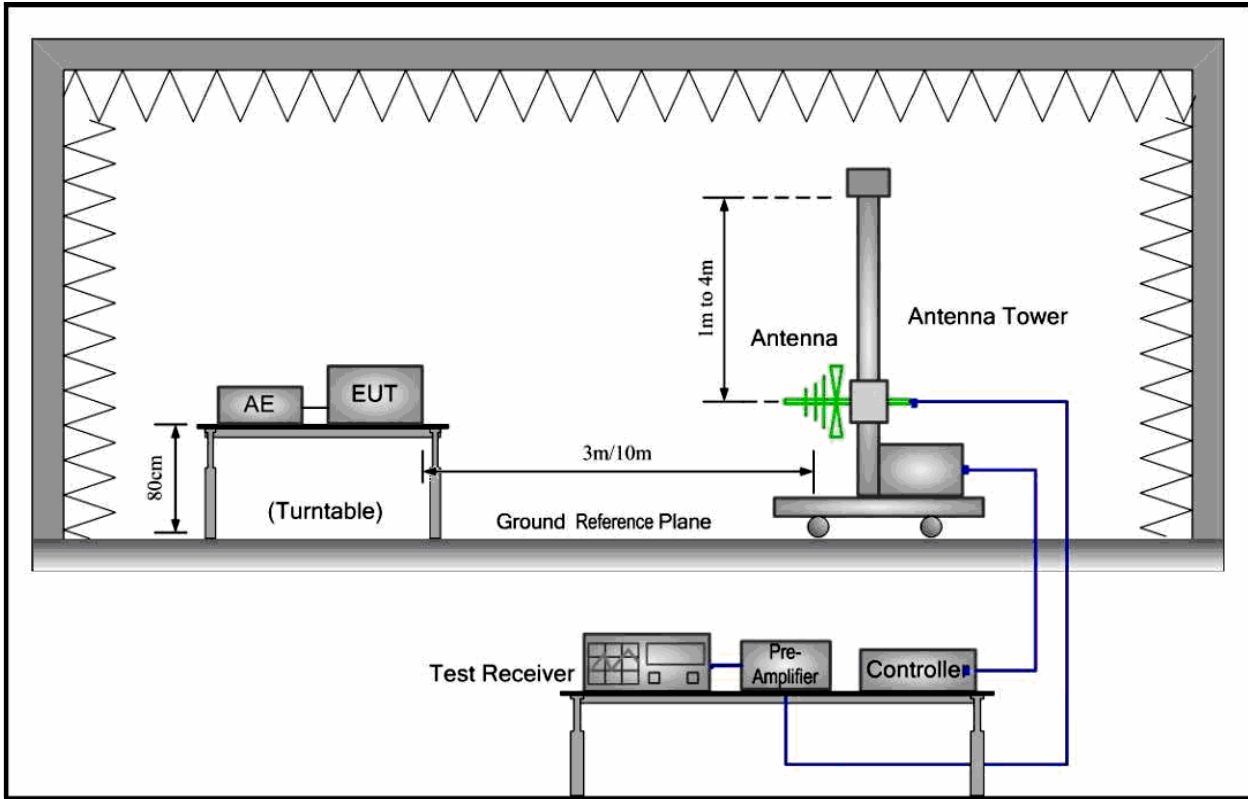 1m to 4m
Antenna Tower
Antenna
EUT
AE
3m/10m
80cm
(Turntable)
Ground Reference Plane
Test Receiver
Pre-
Amplifier
Controller